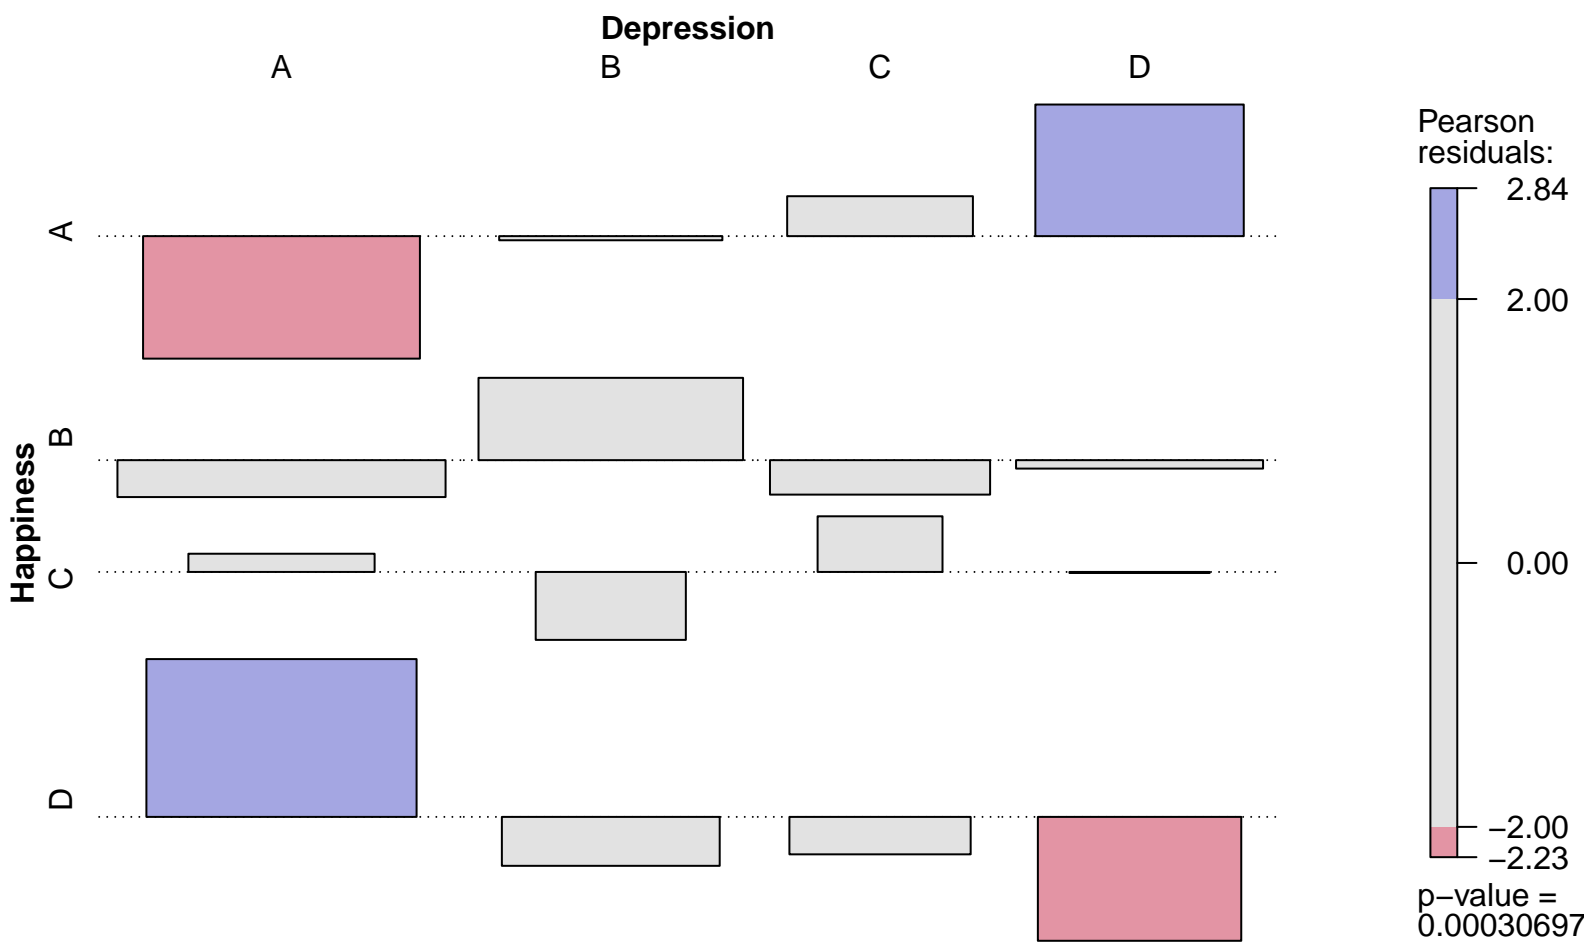 Depression
A B C D
Happiness
A
B
C
D
Pearson
residuals:
2.84
2.00
0.00
−2.00
−2.23
p−value =
0.00030697